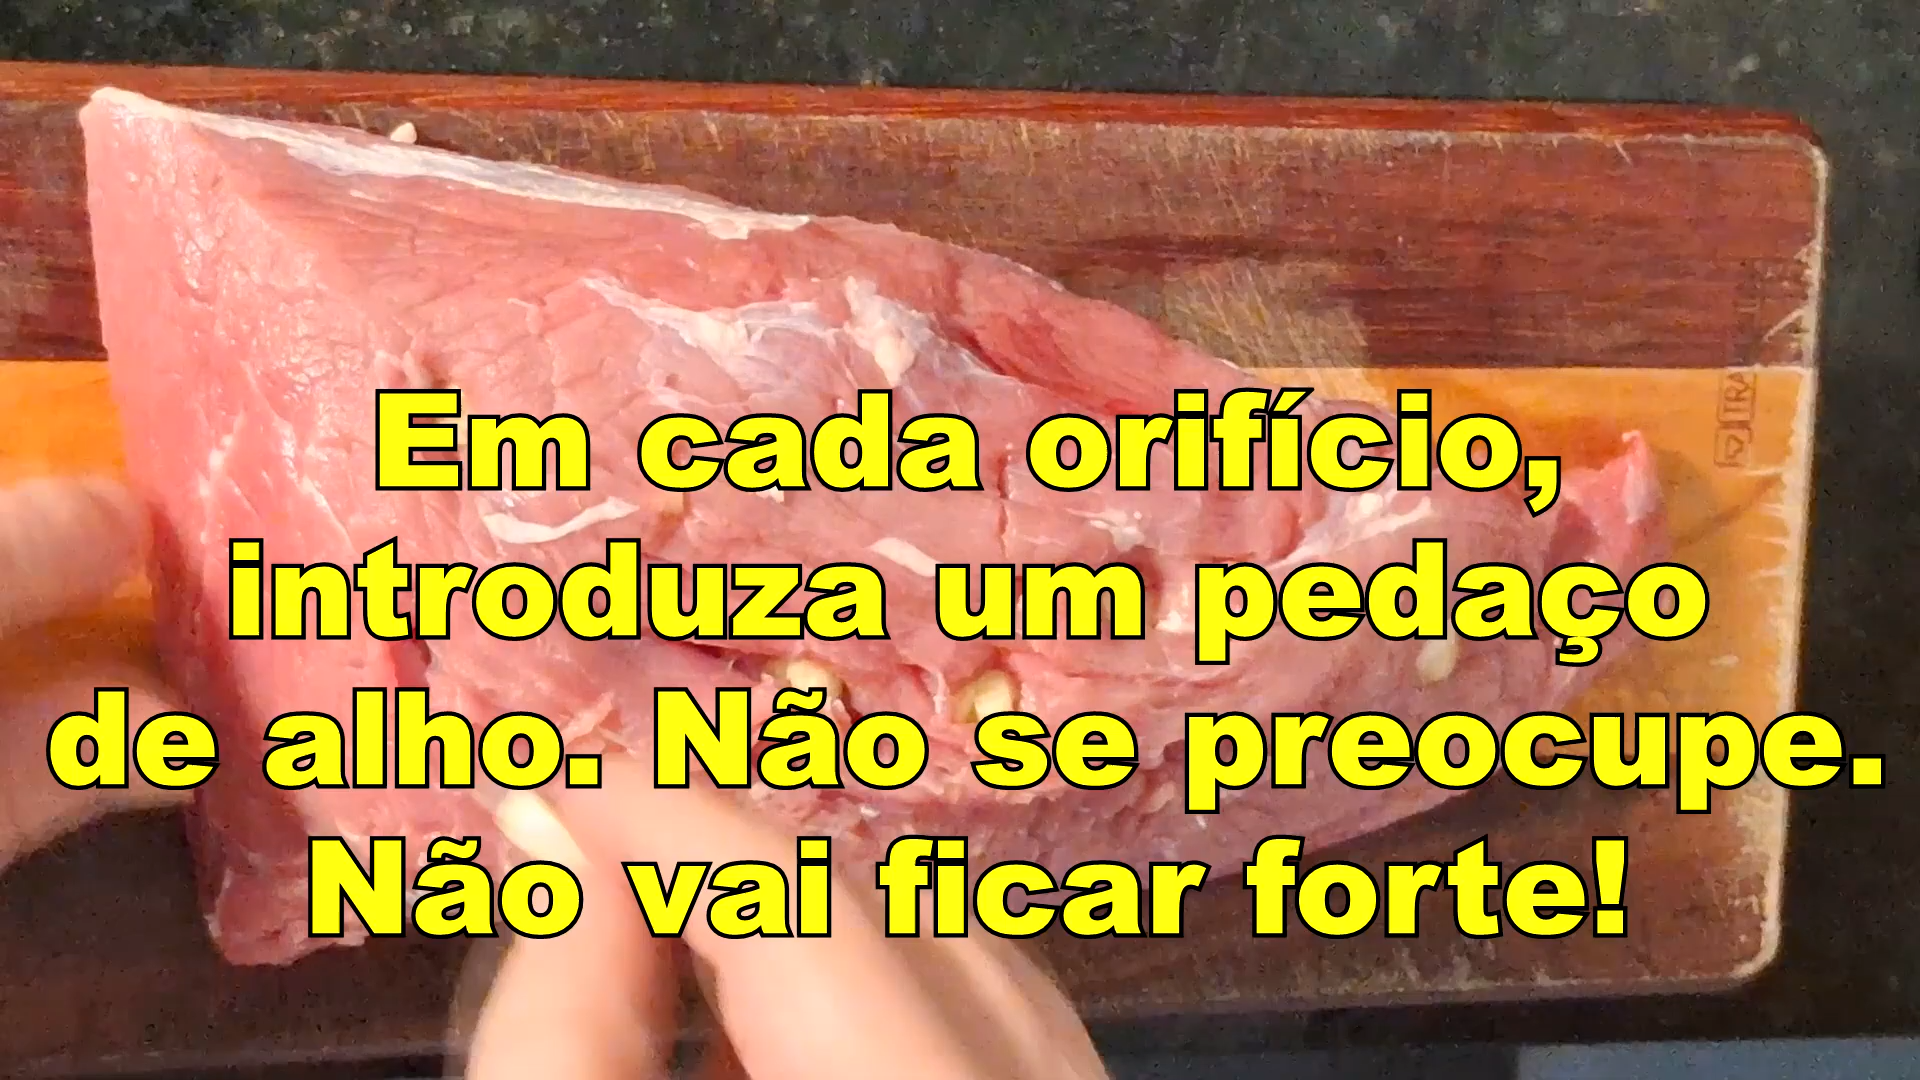 Em cada orifício,
introduza um pedaço
de alho. Não se preocupe.
Não vai ficar forte!